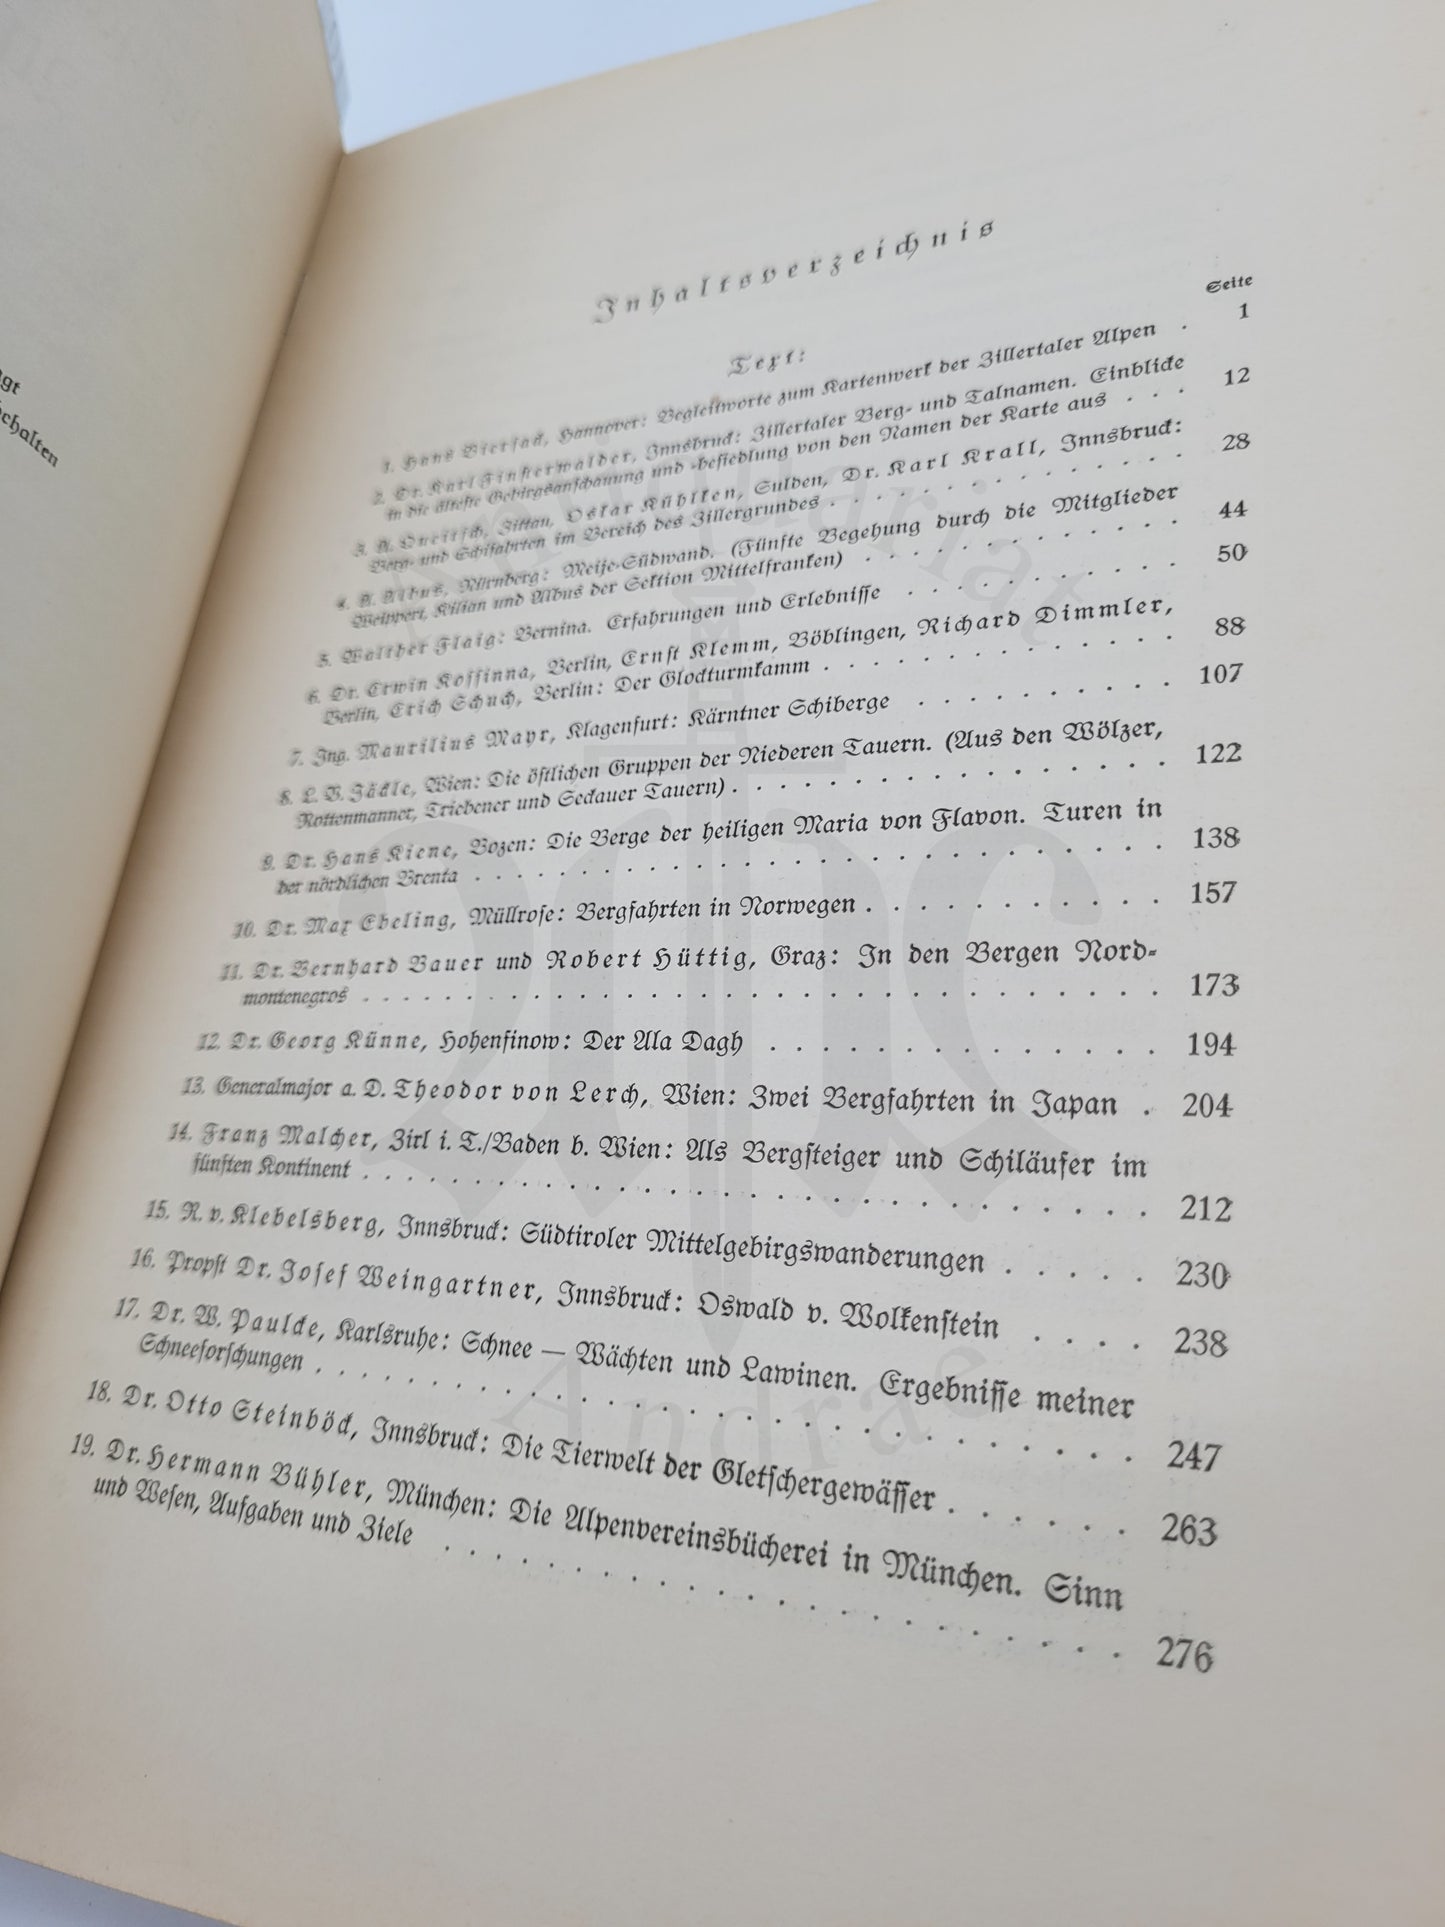 Inhaltsverzeichnis
Seite
Text:
1. Hans Biersack, Hannover: Begleitworte zum Kartenwerk der Zillertaler Alpen . 1
2. Dr. Karl Finsterwalder, Innsbruck: Zillertaler Berg- und Talnamen. Einblicke
in die älteste Gebirgsanschauung und -besiedlung von den Namen der Karte aus . . . 12
3. Zittau, Oskar Kühlken, Sulden, Dr. Karl Krall, Innsbruck:
Berg- und Schifahrten im Bereich des Zillergrundes . . . . . . . . . . 28
4. A. Albus, Nürnberg: Meije-Südwand. (Fünfte Begehung durch die Mitglieder
Weippert, Kilian und Albus der Sektion Mittelfranken) . . . . . . . . . 44
5. Walther Flaig: Bernina. Erfahrungen und Erlebnisse . . . . . . . . 50
6. Dr. Erwin Kossinna, Berlin, Ernst Klemm, Böblingen, Richard Dimmler,
Berlin, Erich Schuch, Berlin: Der Glockturmkamm . . . . . . . . . . 88
7. Ing. Maurilius Mayr, Klagenfurt: Kärntner Schiberge . . . . . . . . 107
8. L. B. Jäckle, Wien: Die östlichen Gruppen der Niederen Tauern. (Aus den Wölzer,
Rottenmanner, Triebener und Seckauer Tauern) . . . . . . . . . . . . . 122
9. Dr. Hans Kiene, Bozen: Die Berge der heiligen Maria von Flavon. Turen in
der nördlichen Brenta . . . . . . . . . . . . . . . . . . . . 138
10. Dr. Max Ebeling, Müllrose: Bergfahrten in Norwegen . . . . . . . . . . 157
11. Dr. Bernhard Bauer und Robert Hüttig, Graz: In den Bergen Nord-
montenegros . . . . . . . . . . . . . . . . . . . . . . . . 173
12. Dr. Georg Künne, Hohenfinow: Der Ala Dagh . . . . . . . . . . . . . 194
13. Generalmajor a. D. Theodor von Lerch, Wien: Zwei Bergfahrten in Japan . 204
14. Franz Malcher, Zirl i. T./Baden b. Wien: Als Bergsteiger und Schiläufer im
fünften Kontinent . . . . . . . . . . . . . . . . . . . . . . . . 212
15. R. v. Klebelsberg, Innsbruck: Südtiroler Mittelgebirgswanderungen . . . . . 230
16. Propst Dr. Josef Weingartner, Innsbruck: Oswald v. Wolkenstein . . . . 238
17. Dr. W. Paulcke, Karlsruhe: Schnee — Wächten und Lawinen. Ergebnisse meiner
Schneeforschungen . . . . . . . . . . . . . . . . . . . . . . . 247
18. Dr. Otto Steinböck, Innsbruck: Die Tierwelt der Gletschergewässer . . . . . . 263
19. Dr. Hermann Bühler, München: Die Alpenvereinsbücherei in München. Sinn
und Wesen, Aufgaben und Ziele . . . . . . . . . . . . . . . . . . . 276